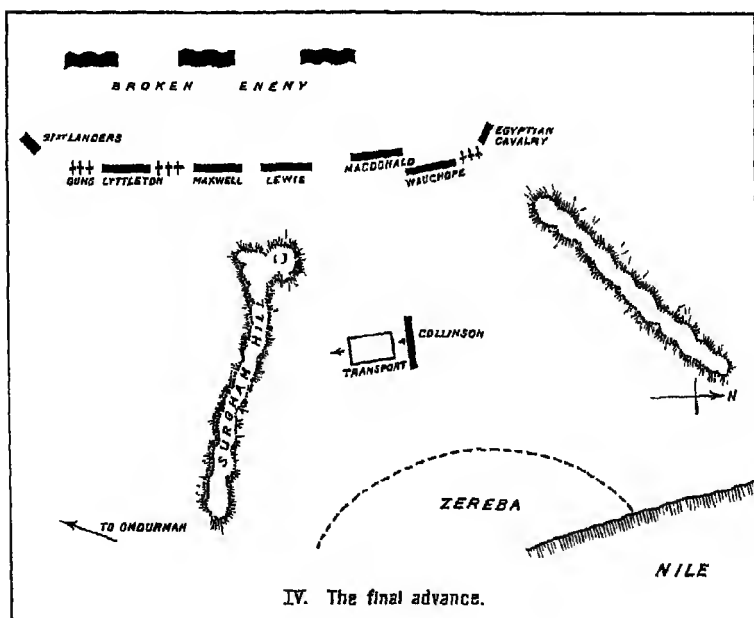 BROKEN ENEMY
21ST LANCERS
EGYPTIAN
CAVALRY
GUNS LYTTLETON MAXWELL LEWIS MACDONALD WAUCHOPE
SURGHAM HILL
COLLINSON
TRANSPORT
N
TO OMDURMAN
ZEREBA
NILE
IV. The final advance.